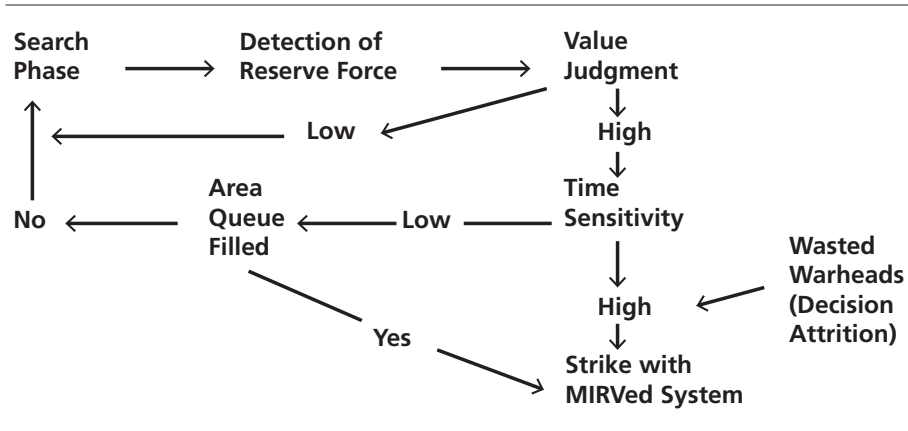 Search
Phase
Detection of
Reserve Force
Value
Judgment
Low
High
Area
Queue
Filled
Time
Sensitivity
No
Low
Wasted
Warheads
(Decision
Attrition)
High
Yes
Strike with
MIRVed System